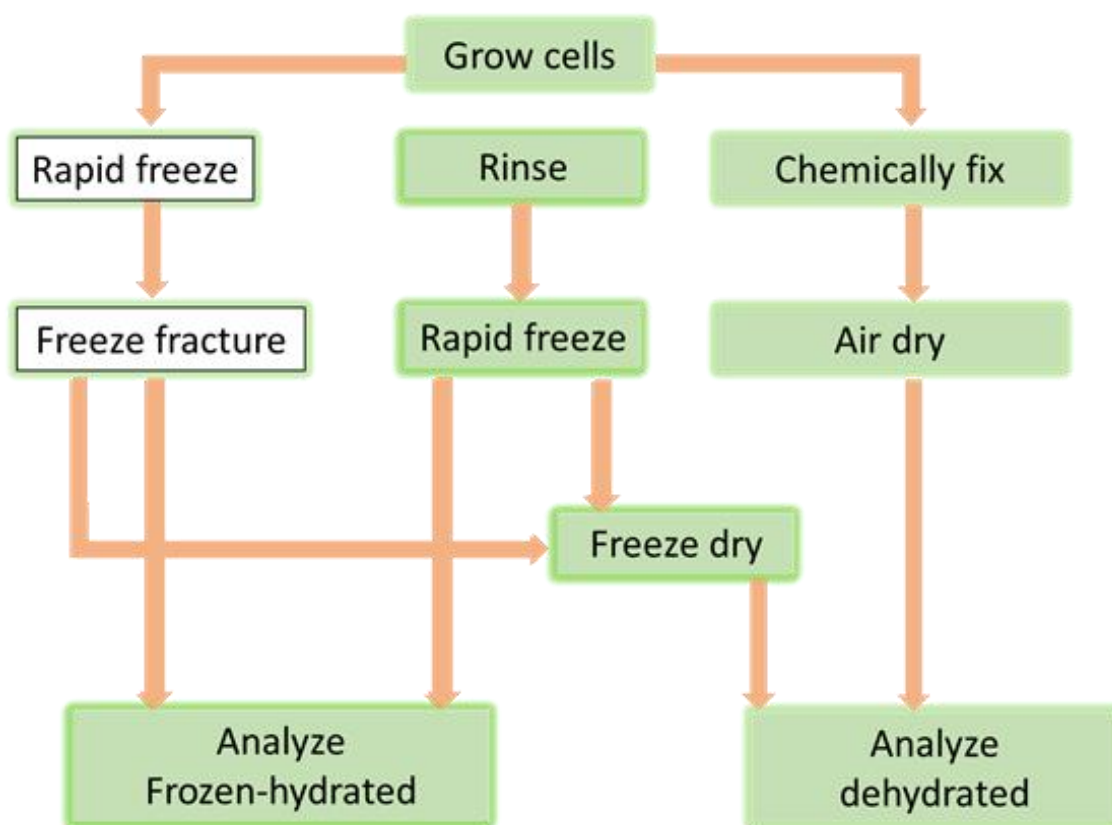 Grow cells
Rapid freeze
Rinse
Chemically fix
Freeze fracture
Rapid freeze
Air dry
Freeze dry
Analyze
Frozen-hydrated
Analyze
dehydrated